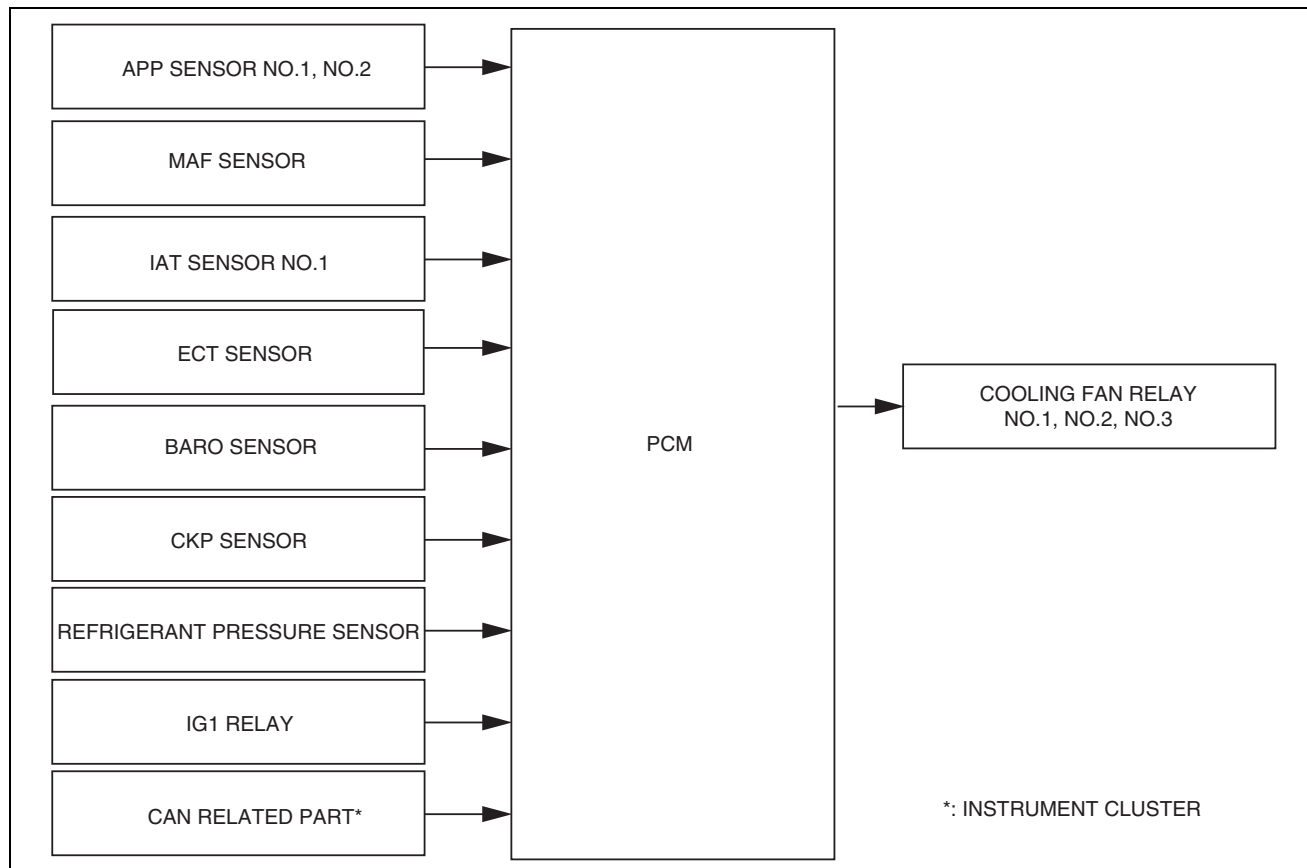 APP SENSOR NO.1, NO.2
MAF SENSOR
IAT SENSOR NO.1
ECT SENSOR
BARO SENSOR
CKP SENSOR
REFRIGERANT PRESSURE SENSOR
IG1 RELAY
CAN RELATED PART*
PCM
COOLING FAN RELAY
NO.1, NO.2, NO.3
*: INSTRUMENT CLUSTER